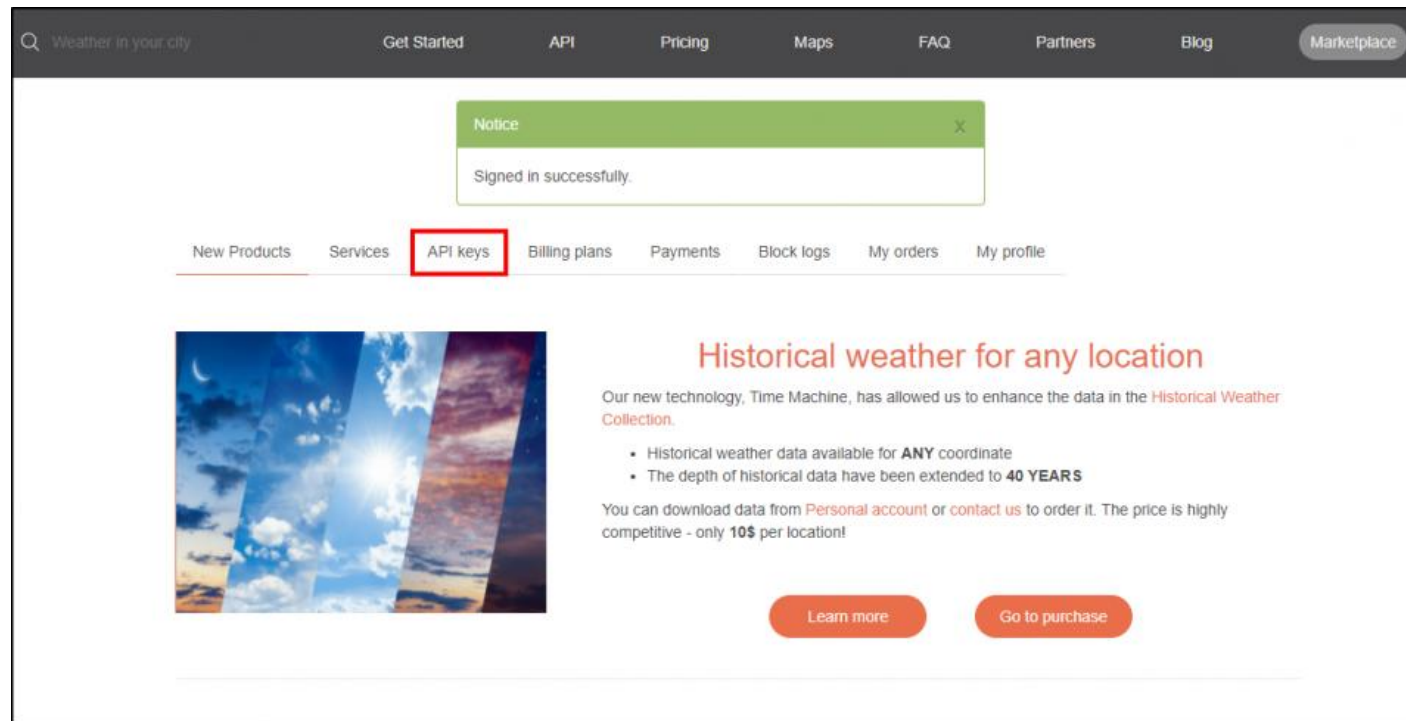 Weather in your city Get Started API Pricing Maps FAQ Partners Blog Marketplace
Notice x
Signed in successfully.
New Products Services API keys Billing plans Payments Block logs My orders My profile
Historical weather for any location
Our new technology, Time Machine, has allowed us to enhance the data in the Historical Weather
Collection.
• Historical weather data available for ANY coordinate
• The depth of historical data have been extended to 40 YEARS
You can download data from Personal account or contact us to order it. The price is highly
competitive - only 10$ per location!
Learn more Go to purchase